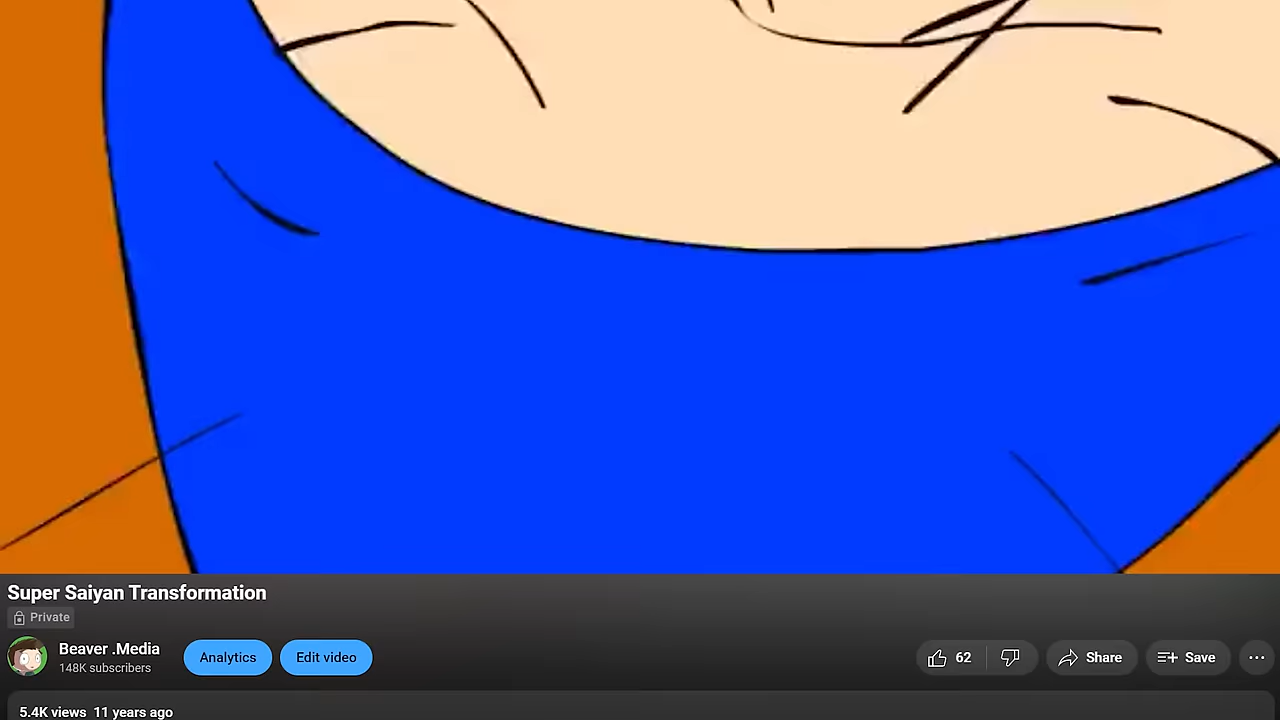 Super Saiyan Transformation
Private
Beaver .Media
148K subscribers
Analytics
Edit video
62
Share
Save
5.4K views 11 years ago